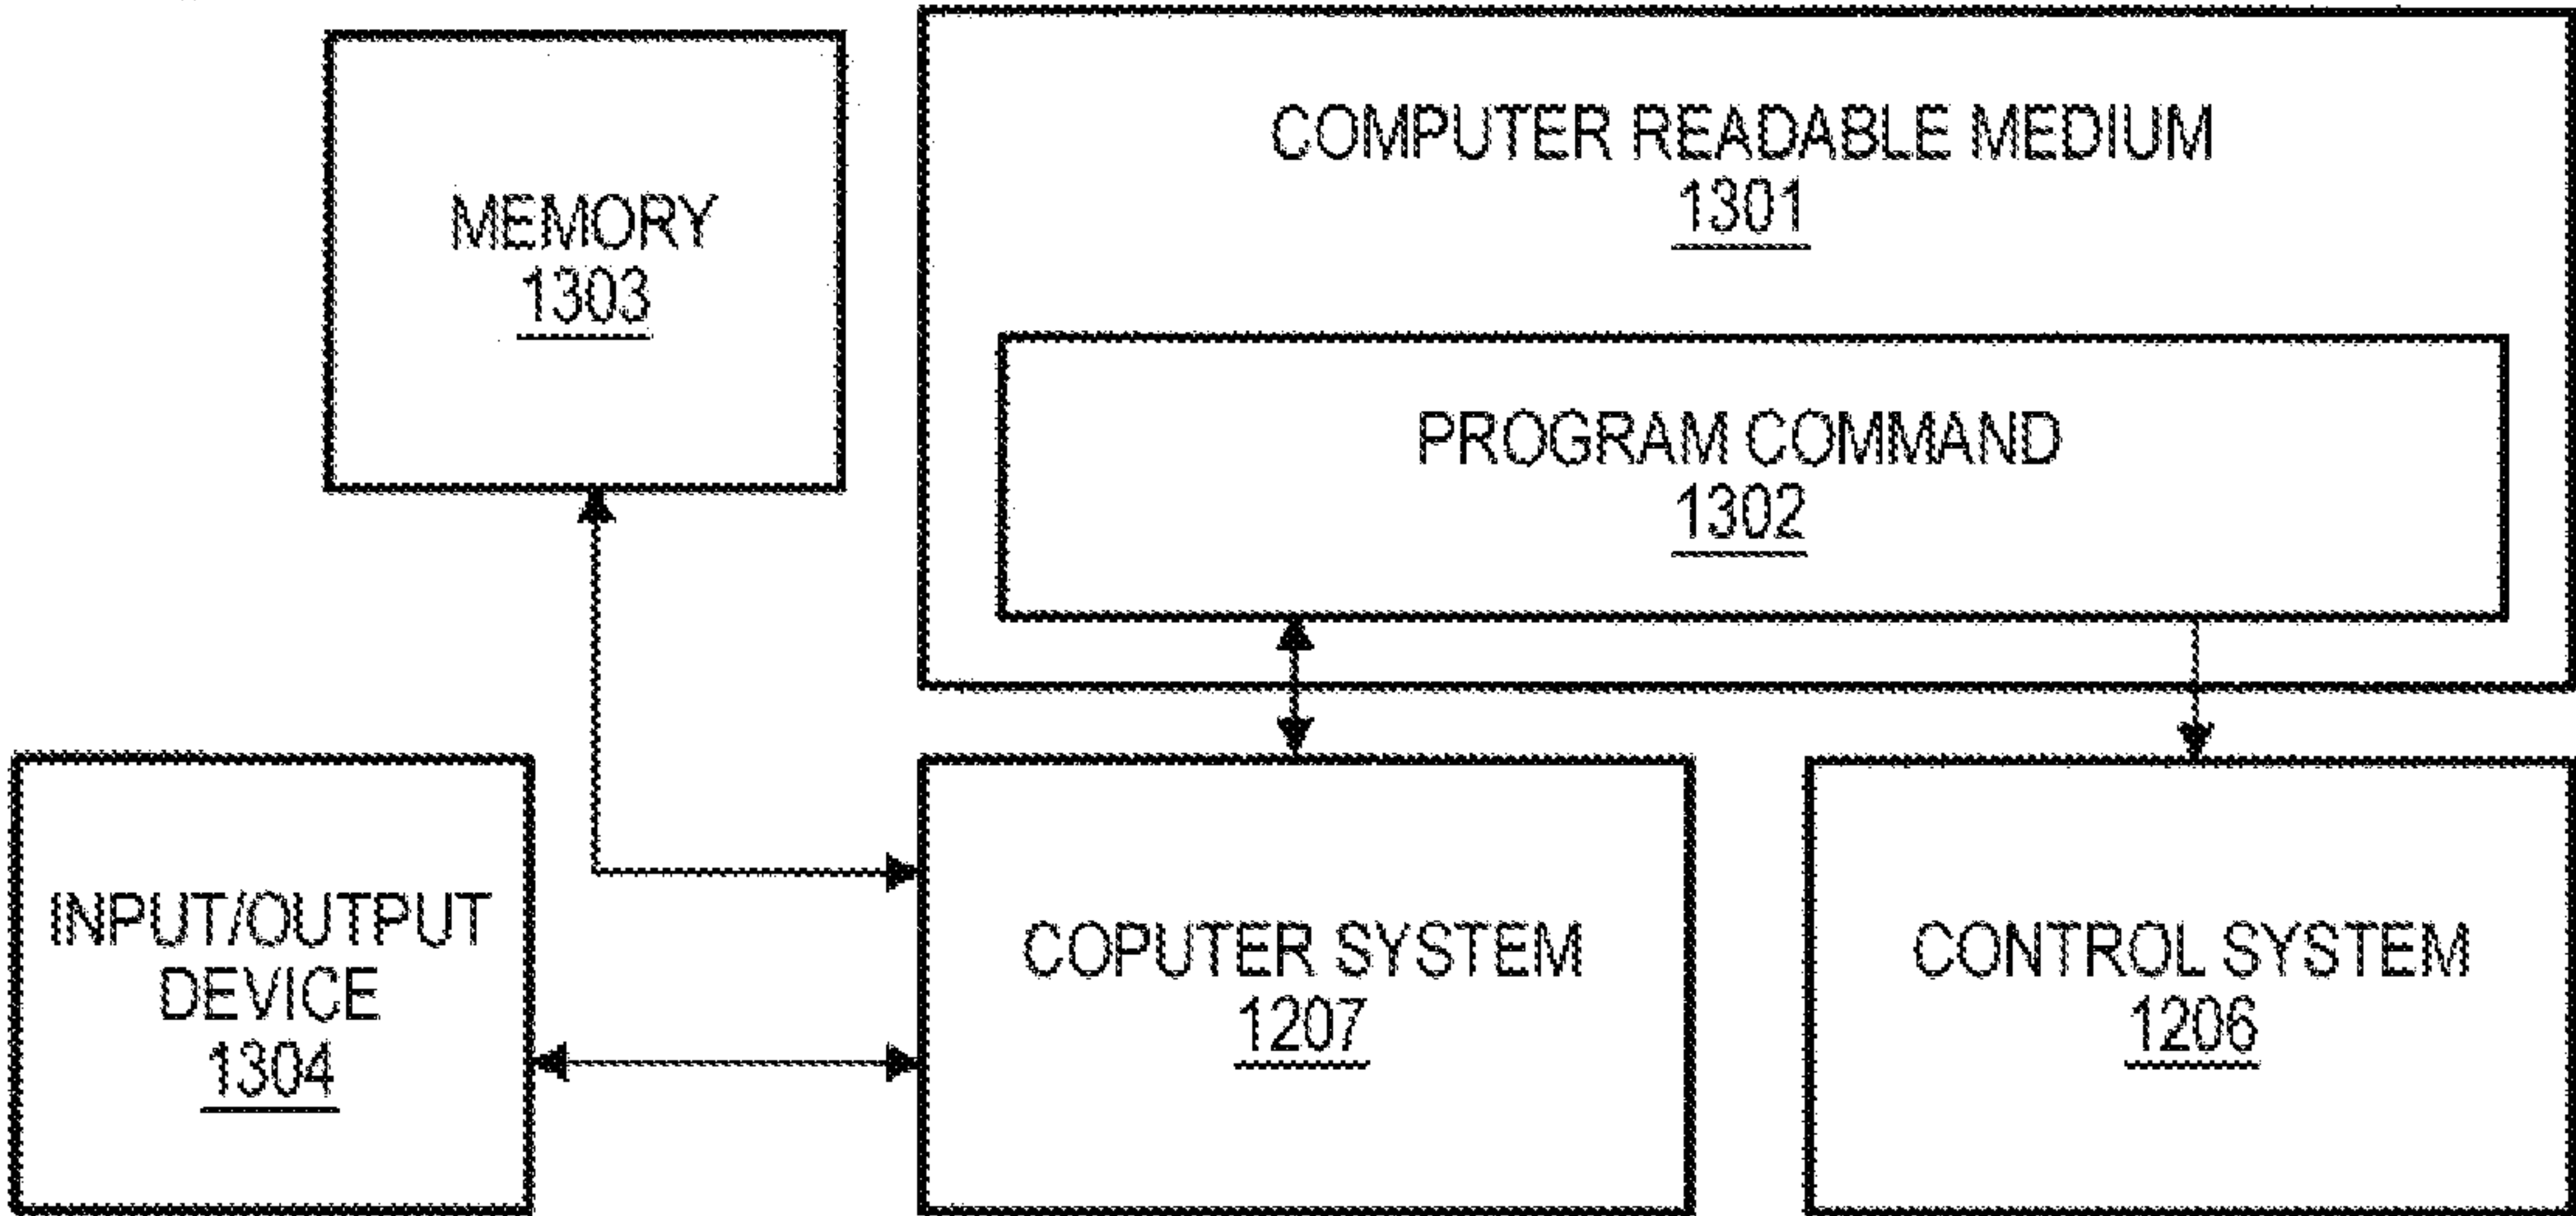 MEMORY
1303
COMPUTER READABLE MEDIUM
1301
PROGRAM COMMAND
1302
INPUT/OUTPUT
DEVICE
1304
COPUTER SYSTEM
1207
CONTROL SYSTEM
1206